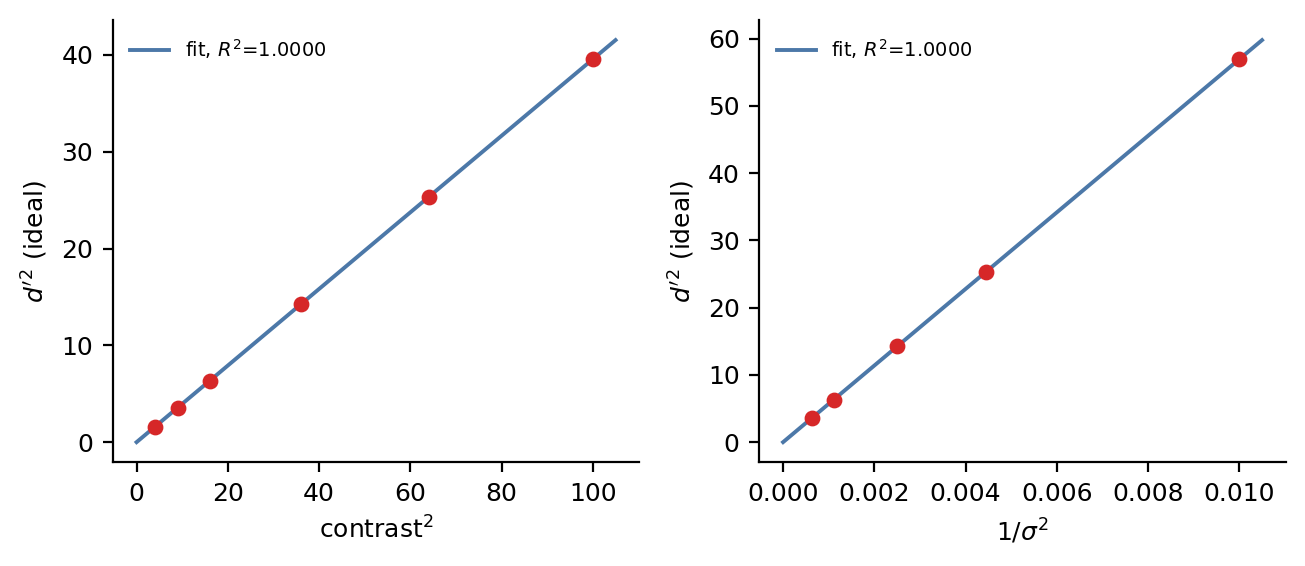 fit, R²=1.0000
d′² (ideal)
40
30
20
10
0
0 20 40 60 80 100
contrast²
fit, R²=1.0000
d′² (ideal)
60
50
40
30
20
10
0
0.000 0.002 0.004 0.006 0.008 0.010
1/σ²